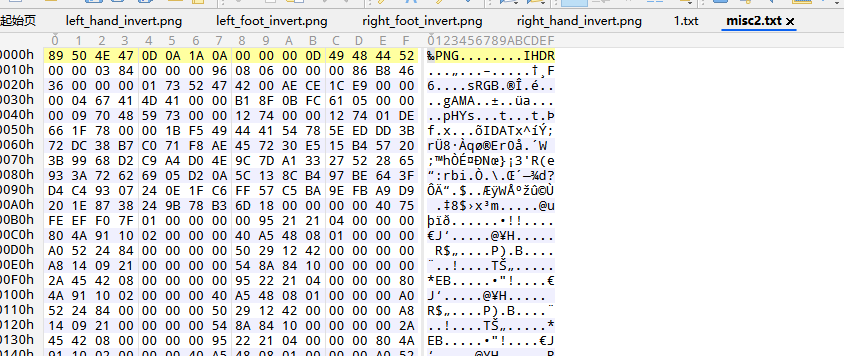 起始页 left_hand_invert.png left_foot_invert.png right_foot_invert.png right_hand_invert.png 1.txt misc2.txt ×
0 1 2 3 4 5 6 7 8 9 A B C D E F 0123456789ABCDEF
0000h 89 50 4E 47 0D 0A 1A 0A 00 00 00 0D 49 48 44 52 ‰PNG........IHDR
0010h 00 00 03 84 00 00 00 96 08 06 00 00 00 86 B8 46 ...„...–.....†¸F
0020h 36 00 00 00 01 73 52 47 42 00 AE CE 1C E9 00 00 6....sRGB.®Î.é..
0030h 00 04 67 41 4D 41 00 00 B1 8F 0B FC 61 05 00 00 ..gAMA..±..üa...
0040h 00 09 70 48 59 73 00 00 12 74 00 00 12 74 01 DE ..pHYs...t...t.Þ
0050h 66 1F 78 00 00 1B F5 49 44 41 54 78 5E ED DD 3B f.x...õIDATx^íÝ;
0060h 72 DC 38 B7 C0 71 F8 AE 45 72 30 E5 15 B4 57 20 rÜ8·Àqø®Er0å.´W
0070h 3B 99 68 D2 C9 A4 D0 4E 9C 7D A1 33 27 52 28 65 ;™hÒÉ¤ÐNœ}¡3'R(e
0080h 93 3A 72 62 69 05 D2 0A 5C 13 8C B4 97 BE 64 3F “:rbi.Ò.\.Œ´—¾d?
0090h D4 C4 93 07 24 0E 1F C6 FF 57 C5 BA 9E FB A9 D9 ÔÄ“.$..ÆÿWÅºžû©Ù
00A0h 20 1E 87 38 24 9B 78 B3 6D 18 00 00 00 00 40 75 .‡8$›x³m.....@u
00B0h FE EF F0 7F 01 00 00 00 00 95 21 21 04 00 00 00 þïð......•!!....
00C0h 80 4A 91 10 02 00 00 00 40 A5 48 08 01 00 00 00 €J‘.....@¥H.....
00D0h A0 52 24 84 00 00 00 00 50 29 12 42 00 00 00 00 R$„....P).B....
00E0h A8 14 09 21 00 00 00 00 54 8A 84 10 00 00 00 00 ¨..!....TŠ„.....
00F0h 2A 45 42 08 00 00 00 00 95 22 21 04 00 00 00 80 *EB.....•"!....€
0100h 4A 91 10 02 00 00 00 40 A5 48 08 01 00 00 00 A0 J‘.....@¥H.....
0110h 52 24 84 00 00 00 00 50 29 12 42 00 00 00 00 A8 R$„....P).B....¨
0120h 14 09 21 00 00 00 00 54 8A 84 10 00 00 00 00 2A ..!....TŠ„.....*
0130h 45 42 08 00 00 00 00 95 22 21 04 00 00 00 80 4A EB.....•"!....€J
0140h 91 10 02 00 00 00 40 A5 48 08 01 00 00 00 A0 52